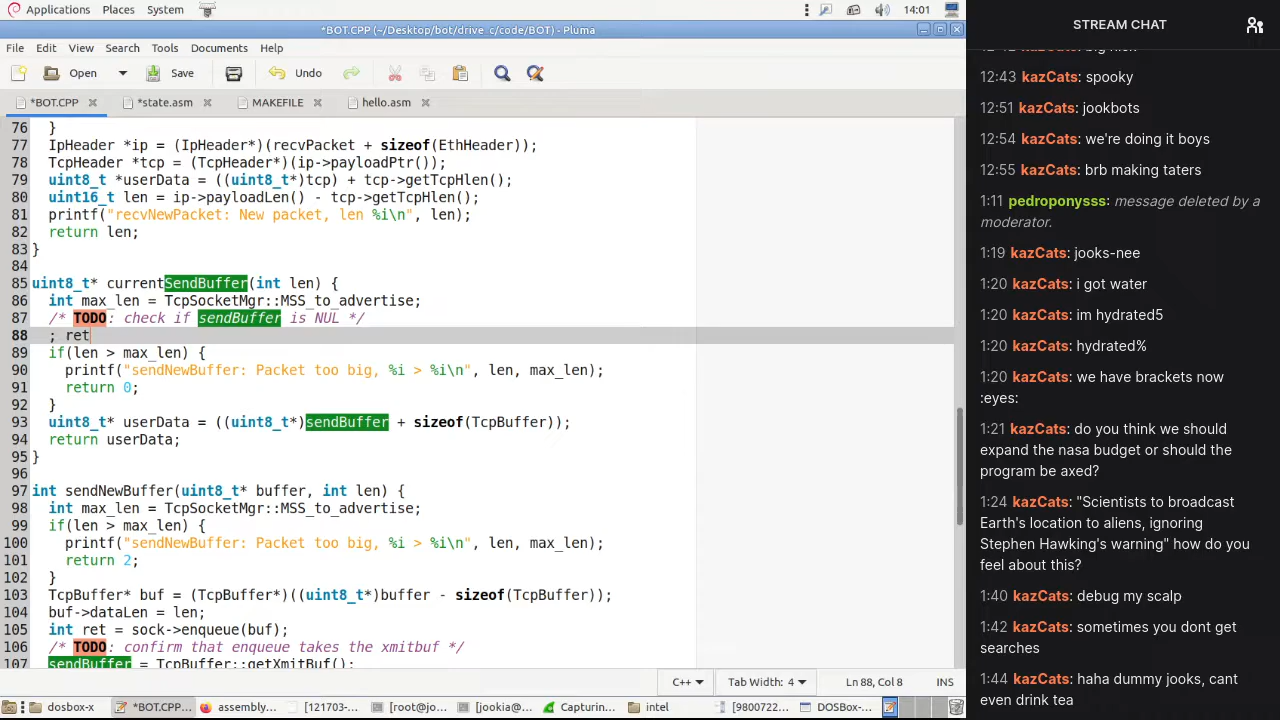 Applications Places System 14:01
*BOT.CPP (~/Desktop/bot/drive_c/code/BOT) - Pluma
File Edit View Search Tools Documents Help
Open Save Undo
*BOT.CPP *state.asm MAKEFILE hello.asm
76 }
77 IpHeader *ip = (IpHeader*)(recvPacket + sizeof(EthHeader));
78 TcpHeader *tcp = (TcpHeader*)(ip->payloadPtr());
79 uint8_t *userData = ((uint8_t*)tcp) + tcp->getTcpHlen();
80 uint16_t len = ip->payloadLen() - tcp->getTcpHlen();
81 printf("recvNewPacket: New packet, len %i\n", len);
82 return len;
83 }
84
85 uint8_t* currentSendBuffer(int len) {
86 int max_len = TcpSocketMgr::MSS_to_advertise;
87 /* TODO: check if sendBuffer is NUL */
88 ; ret
89 if(len > max_len) {
90 printf("sendNewBuffer: Packet too big, %i > %i\n", len, max_len);
91 return 0;
92 }
93 uint8_t* userData = ((uint8_t*)sendBuffer + sizeof(TcpBuffer));
94 return userData;
95 }
96
97 int sendNewBuffer(uint8_t* buffer, int len) {
98 int max_len = TcpSocketMgr::MSS_to_advertise;
99 if(len > max_len) {
100 printf("sendNewBuffer: Packet too big, %i > %i\n", len, max_len);
101 return 2;
102 }
103 TcpBuffer* buf = (TcpBuffer*)((uint8_t*)buffer - sizeof(TcpBuffer));
104 buf->dataLen = len;
105 int ret = sock->enqueue(buf);
106 /* TODO: confirm that enqueue takes the xmitbuf */
107 sendBuffer = TcpBuffer::getXmitBuf();
C++ Tab Width: 4 Ln 88, Col 8 INS
dosbox-x *BOT.CPP... assembly... [121703-... [root@jo... [jookia@... Capturin... intel [9800722... DOSBox-...
STREAM CHAT
12:43 kazCats: spooky
12:51 kazCats: jookbots
12:54 kazCats: we're doing it boys
12:55 kazCats: brb making taters
1:11 pedroponysss: message deleted by a
moderator.
1:19 kazCats: jooks-nee
1:20 kazCats: i got water
1:20 kazCats: im hydrated5
1:20 kazCats: hydrated%
1:20 kazCats: we have brackets now
:eyes:
1:21 kazCats: do you think we should
expand the nasa budget or should the
program be axed?
1:24 kazCats: "Scientists to broadcast
Earth's location to aliens, ignoring
Stephen Hawking's warning" how do you
feel about this?
1:40 kazCats: debug my scalp
1:42 kazCats: sometimes you dont get
searches
1:44 kazCats: haha dummy jooks, cant
even drink tea